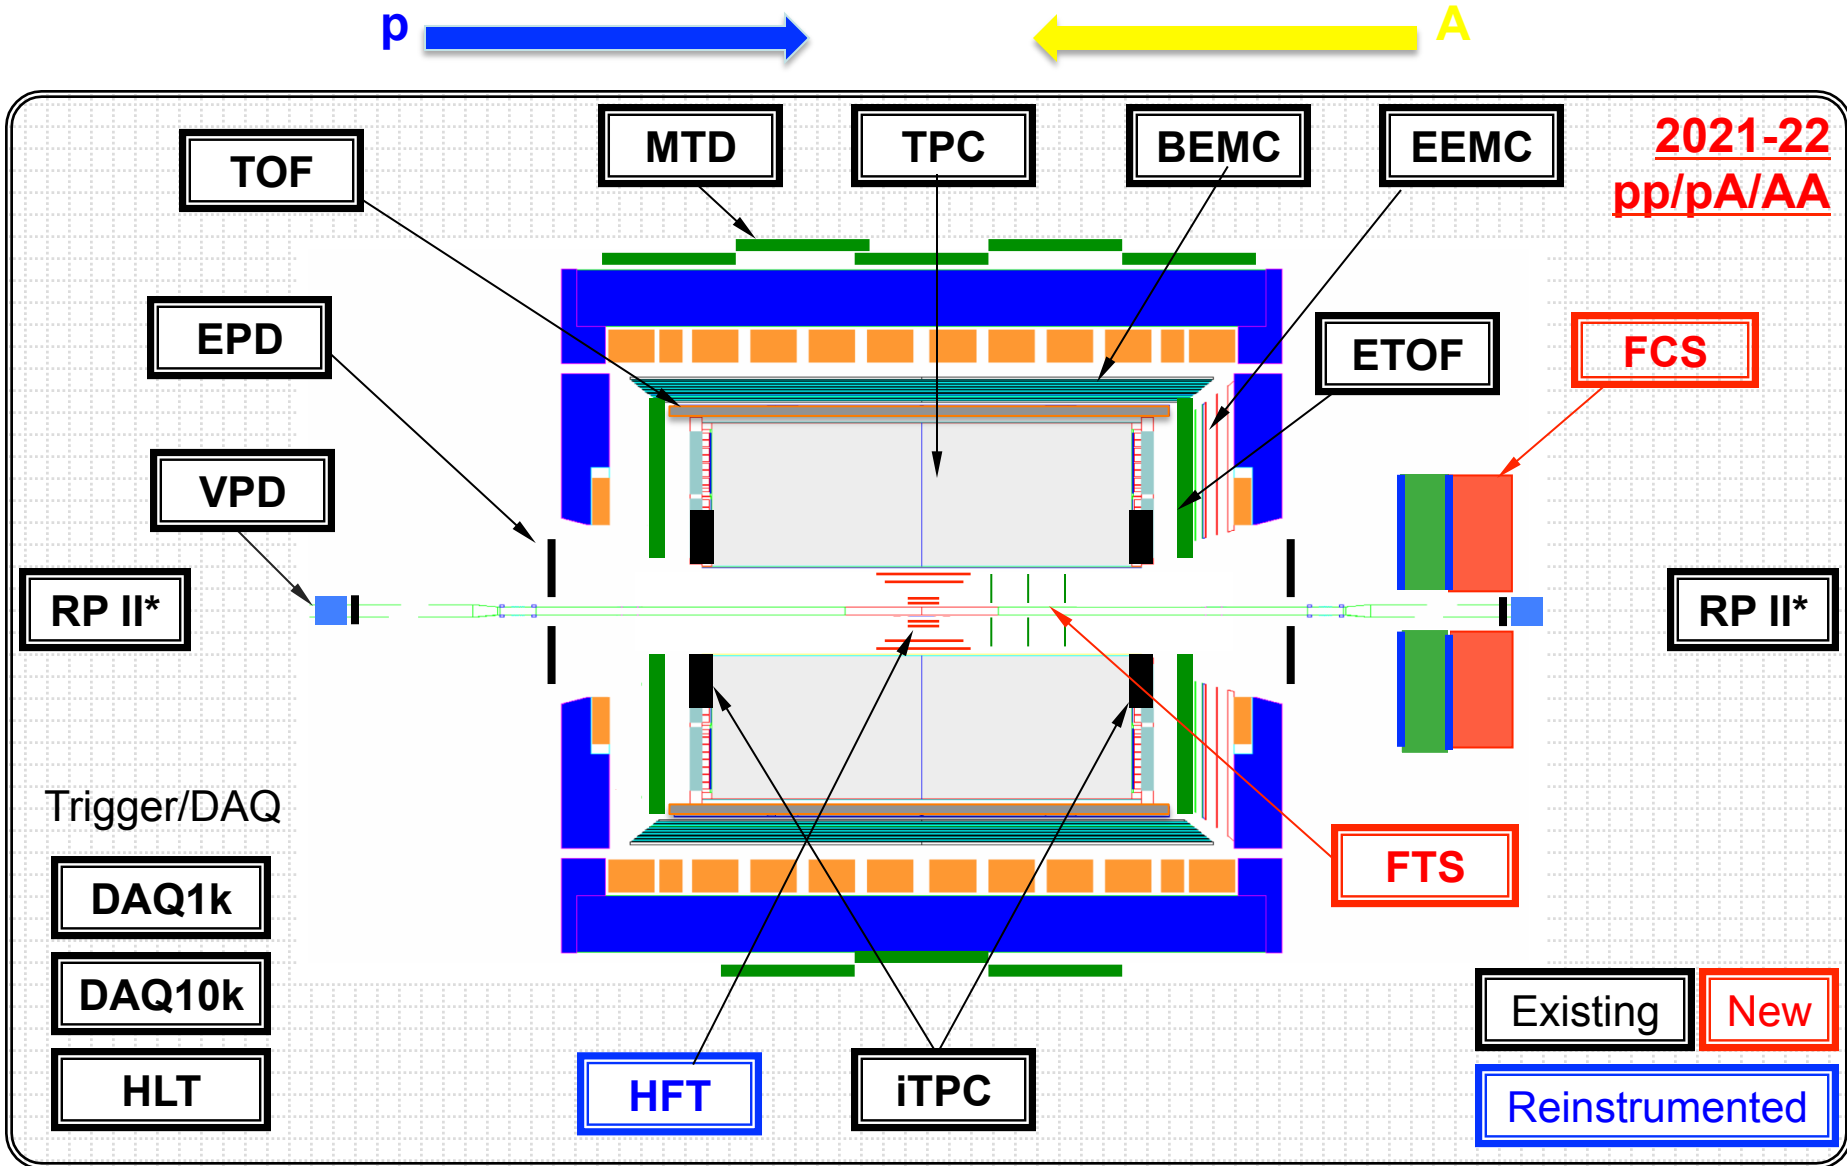 p
A
MTD
TPC
BEMC
EEMC
2021-22
pp/pA/AA
TOF
EPD
ETOF
FCS
VPD
RP II*
RP II*
Trigger/DAQ
FTS
DAQ1k
DAQ10k
Existing
New
HLT
HFT
iTPC
Reinstrumented